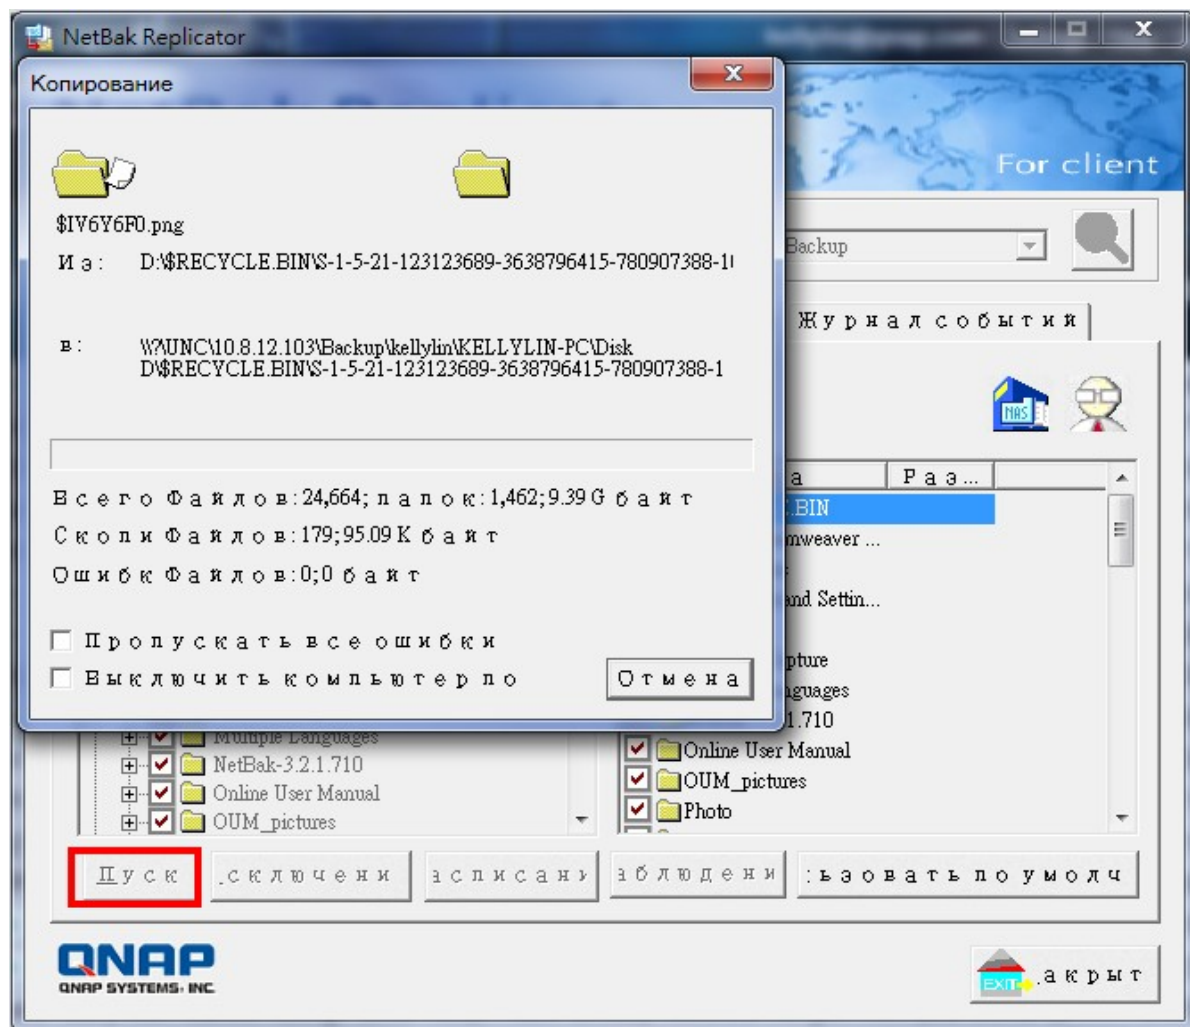 NetBak Replicator
Копирование
For client
$IV6Y6F0.png
Из: D:\$RECYCLE.BIN\S-1-5-21-123123689-3638796415-780907388-1
Backup
Журнал событий
в: \\?\UNC\10.8.12.103\Backup\kellylin\KELLYLIN-PC\Disk
D\$RECYCLE.BIN\S-1-5-21-123123689-3638796415-780907388-1
NAS
а Раз...
.BIN
Всего Файлов:24,664; папок:1,462;9.39 G байт
mweaver ...
Скопи Файлов:179;95.09 K байт
Ошибк Файлов:0;0 байт
and Settin...
Пропускать все ошибки
pture
Выключить компьютер по
Отмена
nguages
1.710
Multiple Languages
Online User Manual
NetBak-3.2.1.710
OUM_pictures
Online User Manual
Photo
OUM_pictures
Пуск .сключени асписани аблюдени ьзовать по умолч
QNAP
QNAP SYSTEMS, INC.
EXIT .акрыт